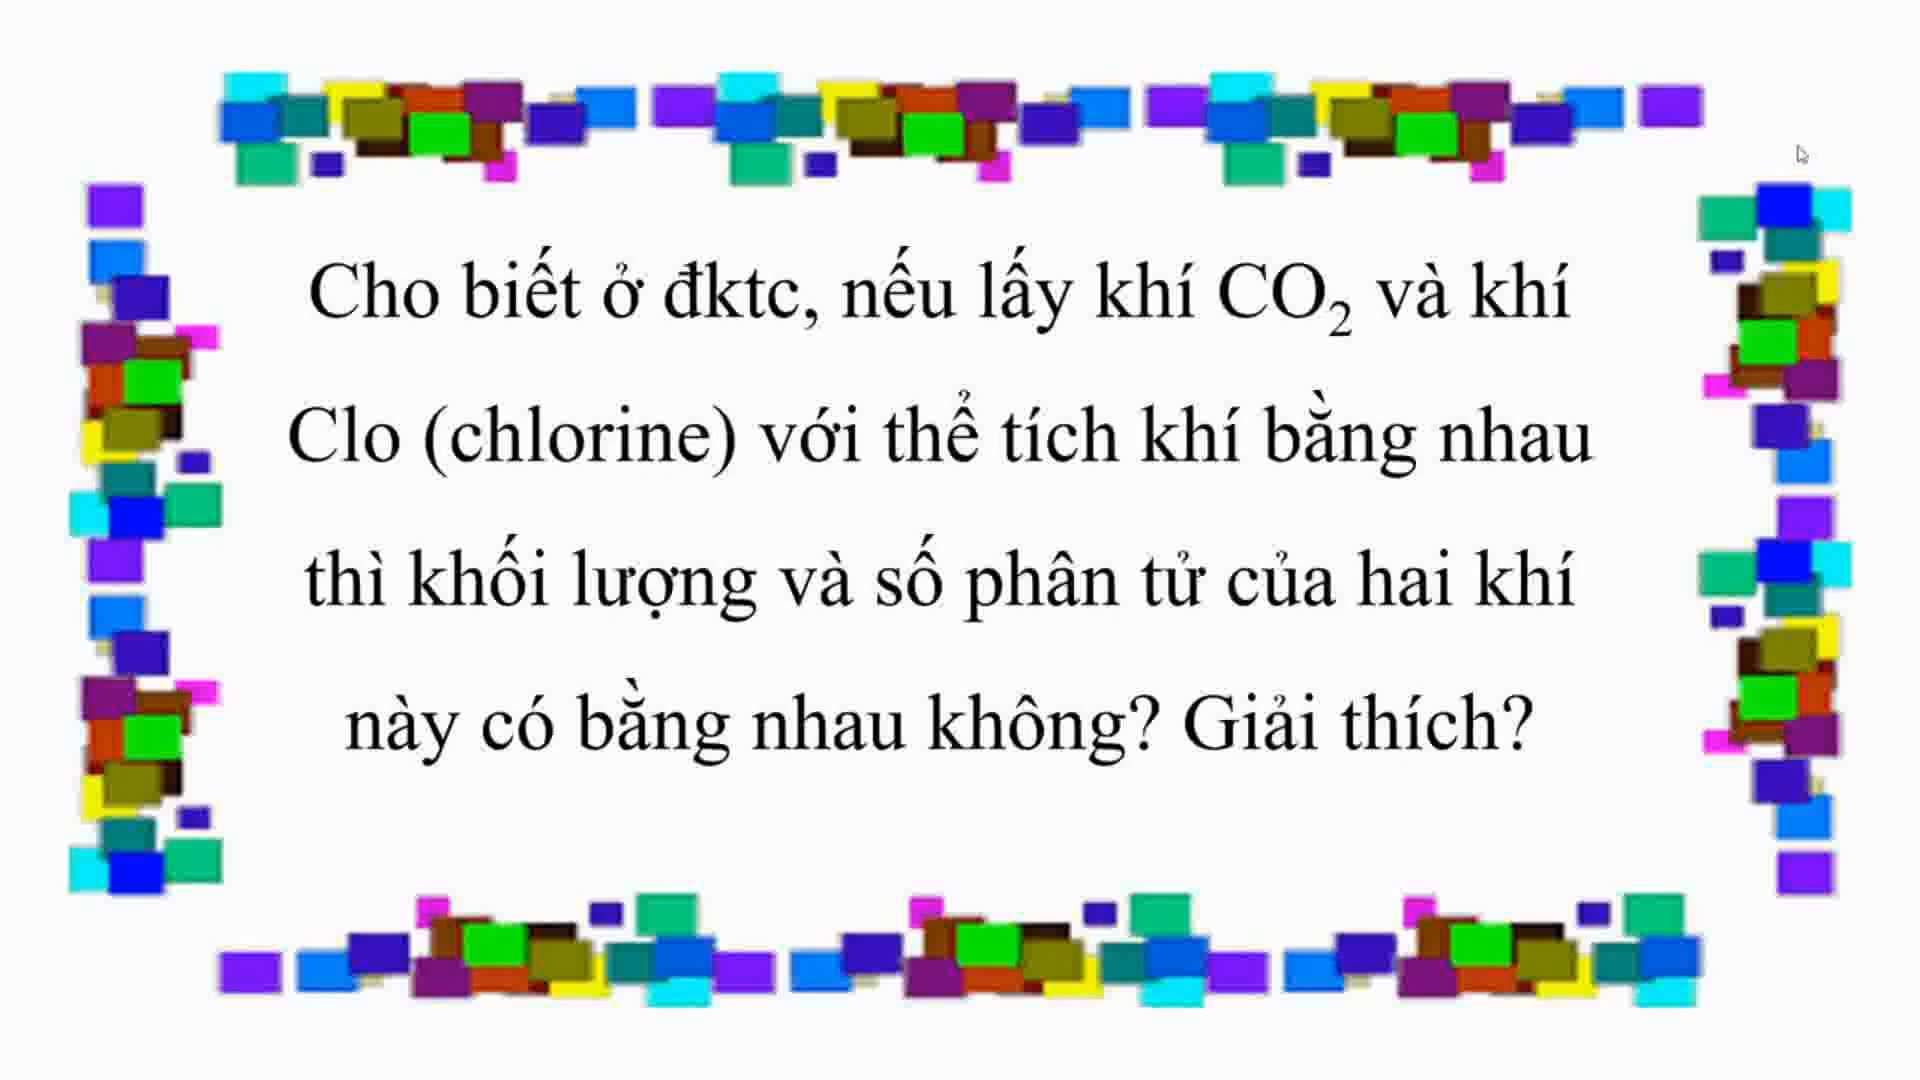 Cho biết ở đktc, nếu lấy khí CO₂ và khí
Clo (chlorine) với thể tích khí bằng nhau
thì khối lượng và số phân tử của hai khí
này có bằng nhau không? Giải thích?